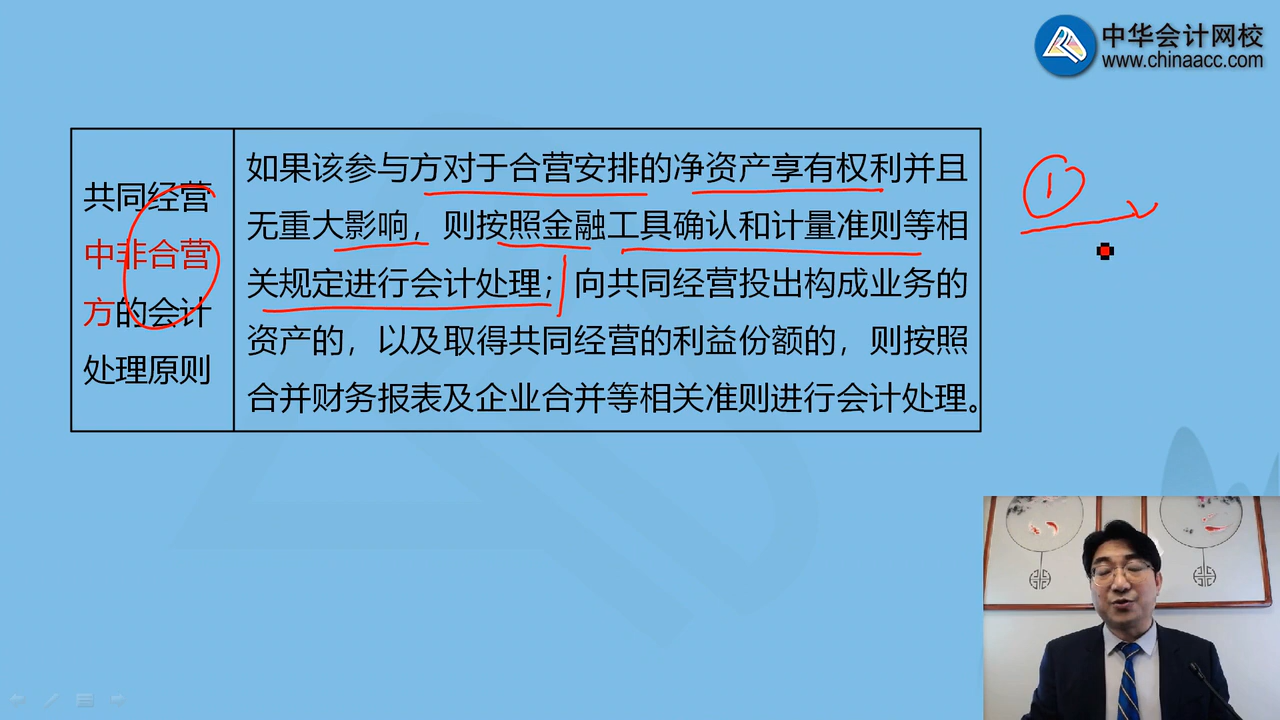 中华会计网校
www.chinaacc.com
共同经营
中非合营
方的会计
处理原则
如果该参与方对于合营安排的净资产享有权利并且
无重大影响，则按照金融工具确认和计量准则等相
关规定进行会计处理；向共同经营投出构成业务的
资产的，以及取得共同经营的利益份额的，则按照
合并财务报表及企业合并等相关准则进行会计处理。
①